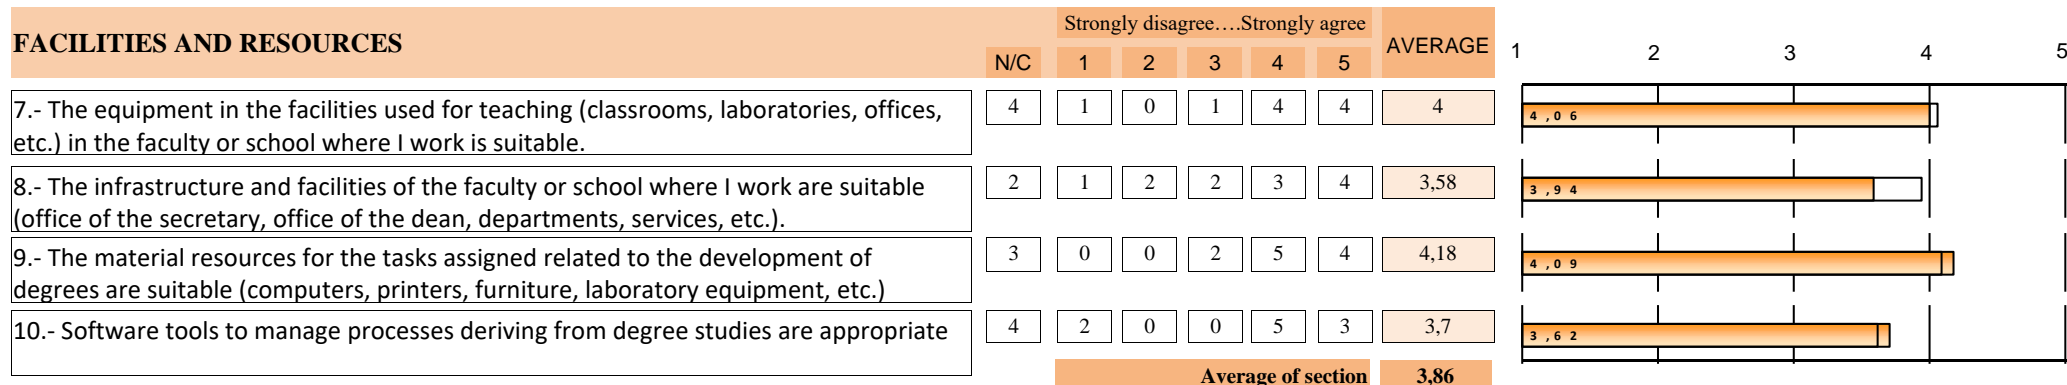 Strongly disagree….Strongly agree
FACILITIES AND RESOURCES
AVERAGE
N/C 1 2 3 4 5
1 2 3 4 5
7.- The equipment in the facilities used for teaching (classrooms, laboratories, offices,
etc.) in the faculty or school where I work is suitable.
4 1 0 1 4 4 4
4,06
8.- The infrastructure and facilities of the faculty or school where I work are suitable
(office of the secretary, office of the dean, departments, services, etc.).
2 1 2 2 3 4 3,58
3,94
9.- The material resources for the tasks assigned related to the development of
degrees are suitable (computers, printers, furniture, laboratory equipment, etc.)
3 0 0 2 5 4 4,18
4,09
10.- Software tools to manage processes deriving from degree studies are appropriate
4 2 0 0 5 3 3,7
3,62
Average of section 3,86